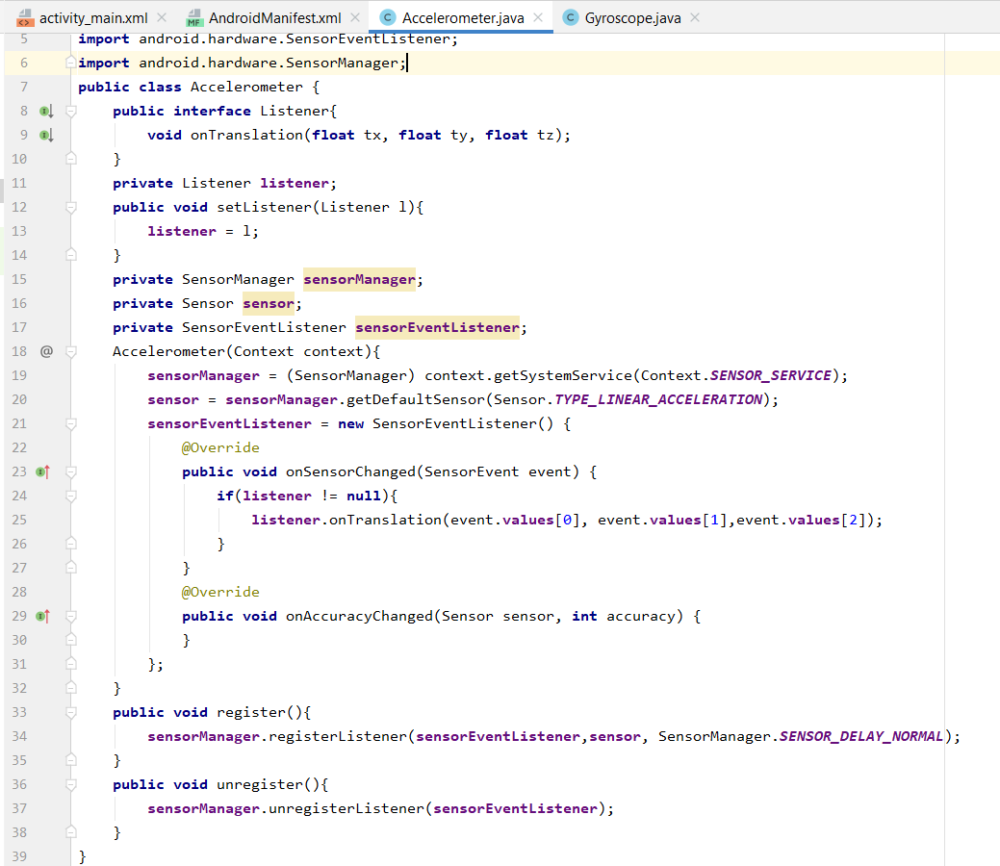 activity_main.xml AndroidManifest.xml Accelerometer.java Gyroscope.java
5 import android.hardware.SensorEventListener;
6 import android.hardware.SensorManager;
7 public class Accelerometer {
8 public interface Listener{
9 void onTranslation(float tx, float ty, float tz);
10 }
11 private Listener listener;
12 public void setListener(Listener l){
13 listener = l;
14 }
15 private SensorManager sensorManager;
16 private Sensor sensor;
17 private SensorEventListener sensorEventListener;
18 @ Accelerometer(Context context){
19 sensorManager = (SensorManager) context.getSystemService(Context.SENSOR_SERVICE);
20 sensor = sensorManager.getDefaultSensor(Sensor.TYPE_LINEAR_ACCELERATION);
21 sensorEventListener = new SensorEventListener() {
22 @Override
23 public void onSensorChanged(SensorEvent event) {
24 if(listener != null){
25 listener.onTranslation(event.values[0], event.values[1],event.values[2]);
26 }
27 }
28 @Override
29 public void onAccuracyChanged(Sensor sensor, int accuracy) {
30 }
31 };
32 }
33 public void register(){
34 sensorManager.registerListener(sensorEventListener,sensor, SensorManager.SENSOR_DELAY_NORMAL);
35 }
36 public void unregister(){
37 sensorManager.unregisterListener(sensorEventListener);
38 }
39 }